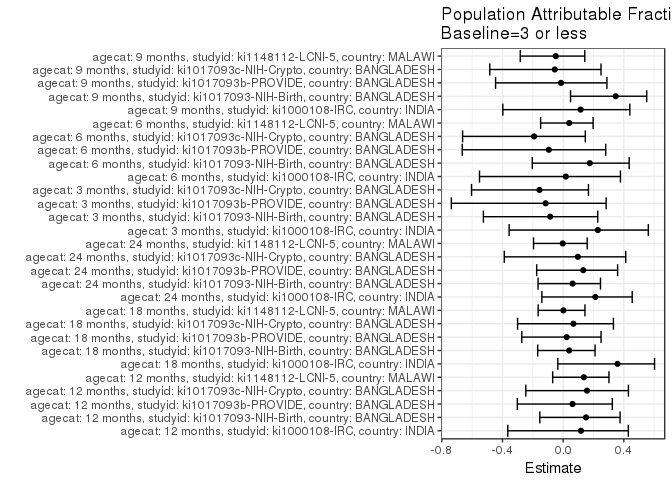 Population Attributable Fracti
Baseline=3 or less
agecat: 9 months, studyid: ki1148112-LCNI-5, country: MALAWI
agecat: 9 months, studyid: ki1017093c-NIH-Crypto, country: BANGLADESH
agecat: 9 months, studyid: ki1017093b-PROVIDE, country: BANGLADESH
agecat: 9 months, studyid: ki1017093-NIH-Birth, country: BANGLADESH
agecat: 9 months, studyid: ki1000108-IRC, country: INDIA
agecat: 6 months, studyid: ki1148112-LCNI-5, country: MALAWI
agecat: 6 months, studyid: ki1017093c-NIH-Crypto, country: BANGLADESH
agecat: 6 months, studyid: ki1017093b-PROVIDE, country: BANGLADESH
agecat: 6 months, studyid: ki1017093-NIH-Birth, country: BANGLADESH
agecat: 6 months, studyid: ki1000108-IRC, country: INDIA
agecat: 3 months, studyid: ki1017093c-NIH-Crypto, country: BANGLADESH
agecat: 3 months, studyid: ki1017093b-PROVIDE, country: BANGLADESH
agecat: 3 months, studyid: ki1017093-NIH-Birth, country: BANGLADESH
agecat: 3 months, studyid: ki1000108-IRC, country: INDIA
agecat: 24 months, studyid: ki1148112-LCNI-5, country: MALAWI
agecat: 24 months, studyid: ki1017093c-NIH-Crypto, country: BANGLADESH
agecat: 24 months, studyid: ki1017093b-PROVIDE, country: BANGLADESH
agecat: 24 months, studyid: ki1017093-NIH-Birth, country: BANGLADESH
agecat: 24 months, studyid: ki1000108-IRC, country: INDIA
agecat: 18 months, studyid: ki1148112-LCNI-5, country: MALAWI
agecat: 18 months, studyid: ki1017093c-NIH-Crypto, country: BANGLADESH
agecat: 18 months, studyid: ki1017093b-PROVIDE, country: BANGLADESH
agecat: 18 months, studyid: ki1017093-NIH-Birth, country: BANGLADESH
agecat: 18 months, studyid: ki1000108-IRC, country: INDIA
agecat: 12 months, studyid: ki1148112-LCNI-5, country: MALAWI
agecat: 12 months, studyid: ki1017093c-NIH-Crypto, country: BANGLADESH
agecat: 12 months, studyid: ki1017093b-PROVIDE, country: BANGLADESH
agecat: 12 months, studyid: ki1017093-NIH-Birth, country: BANGLADESH
agecat: 12 months, studyid: ki1000108-IRC, country: INDIA
-0.8 -0.4 0.0 0.4
Estimate